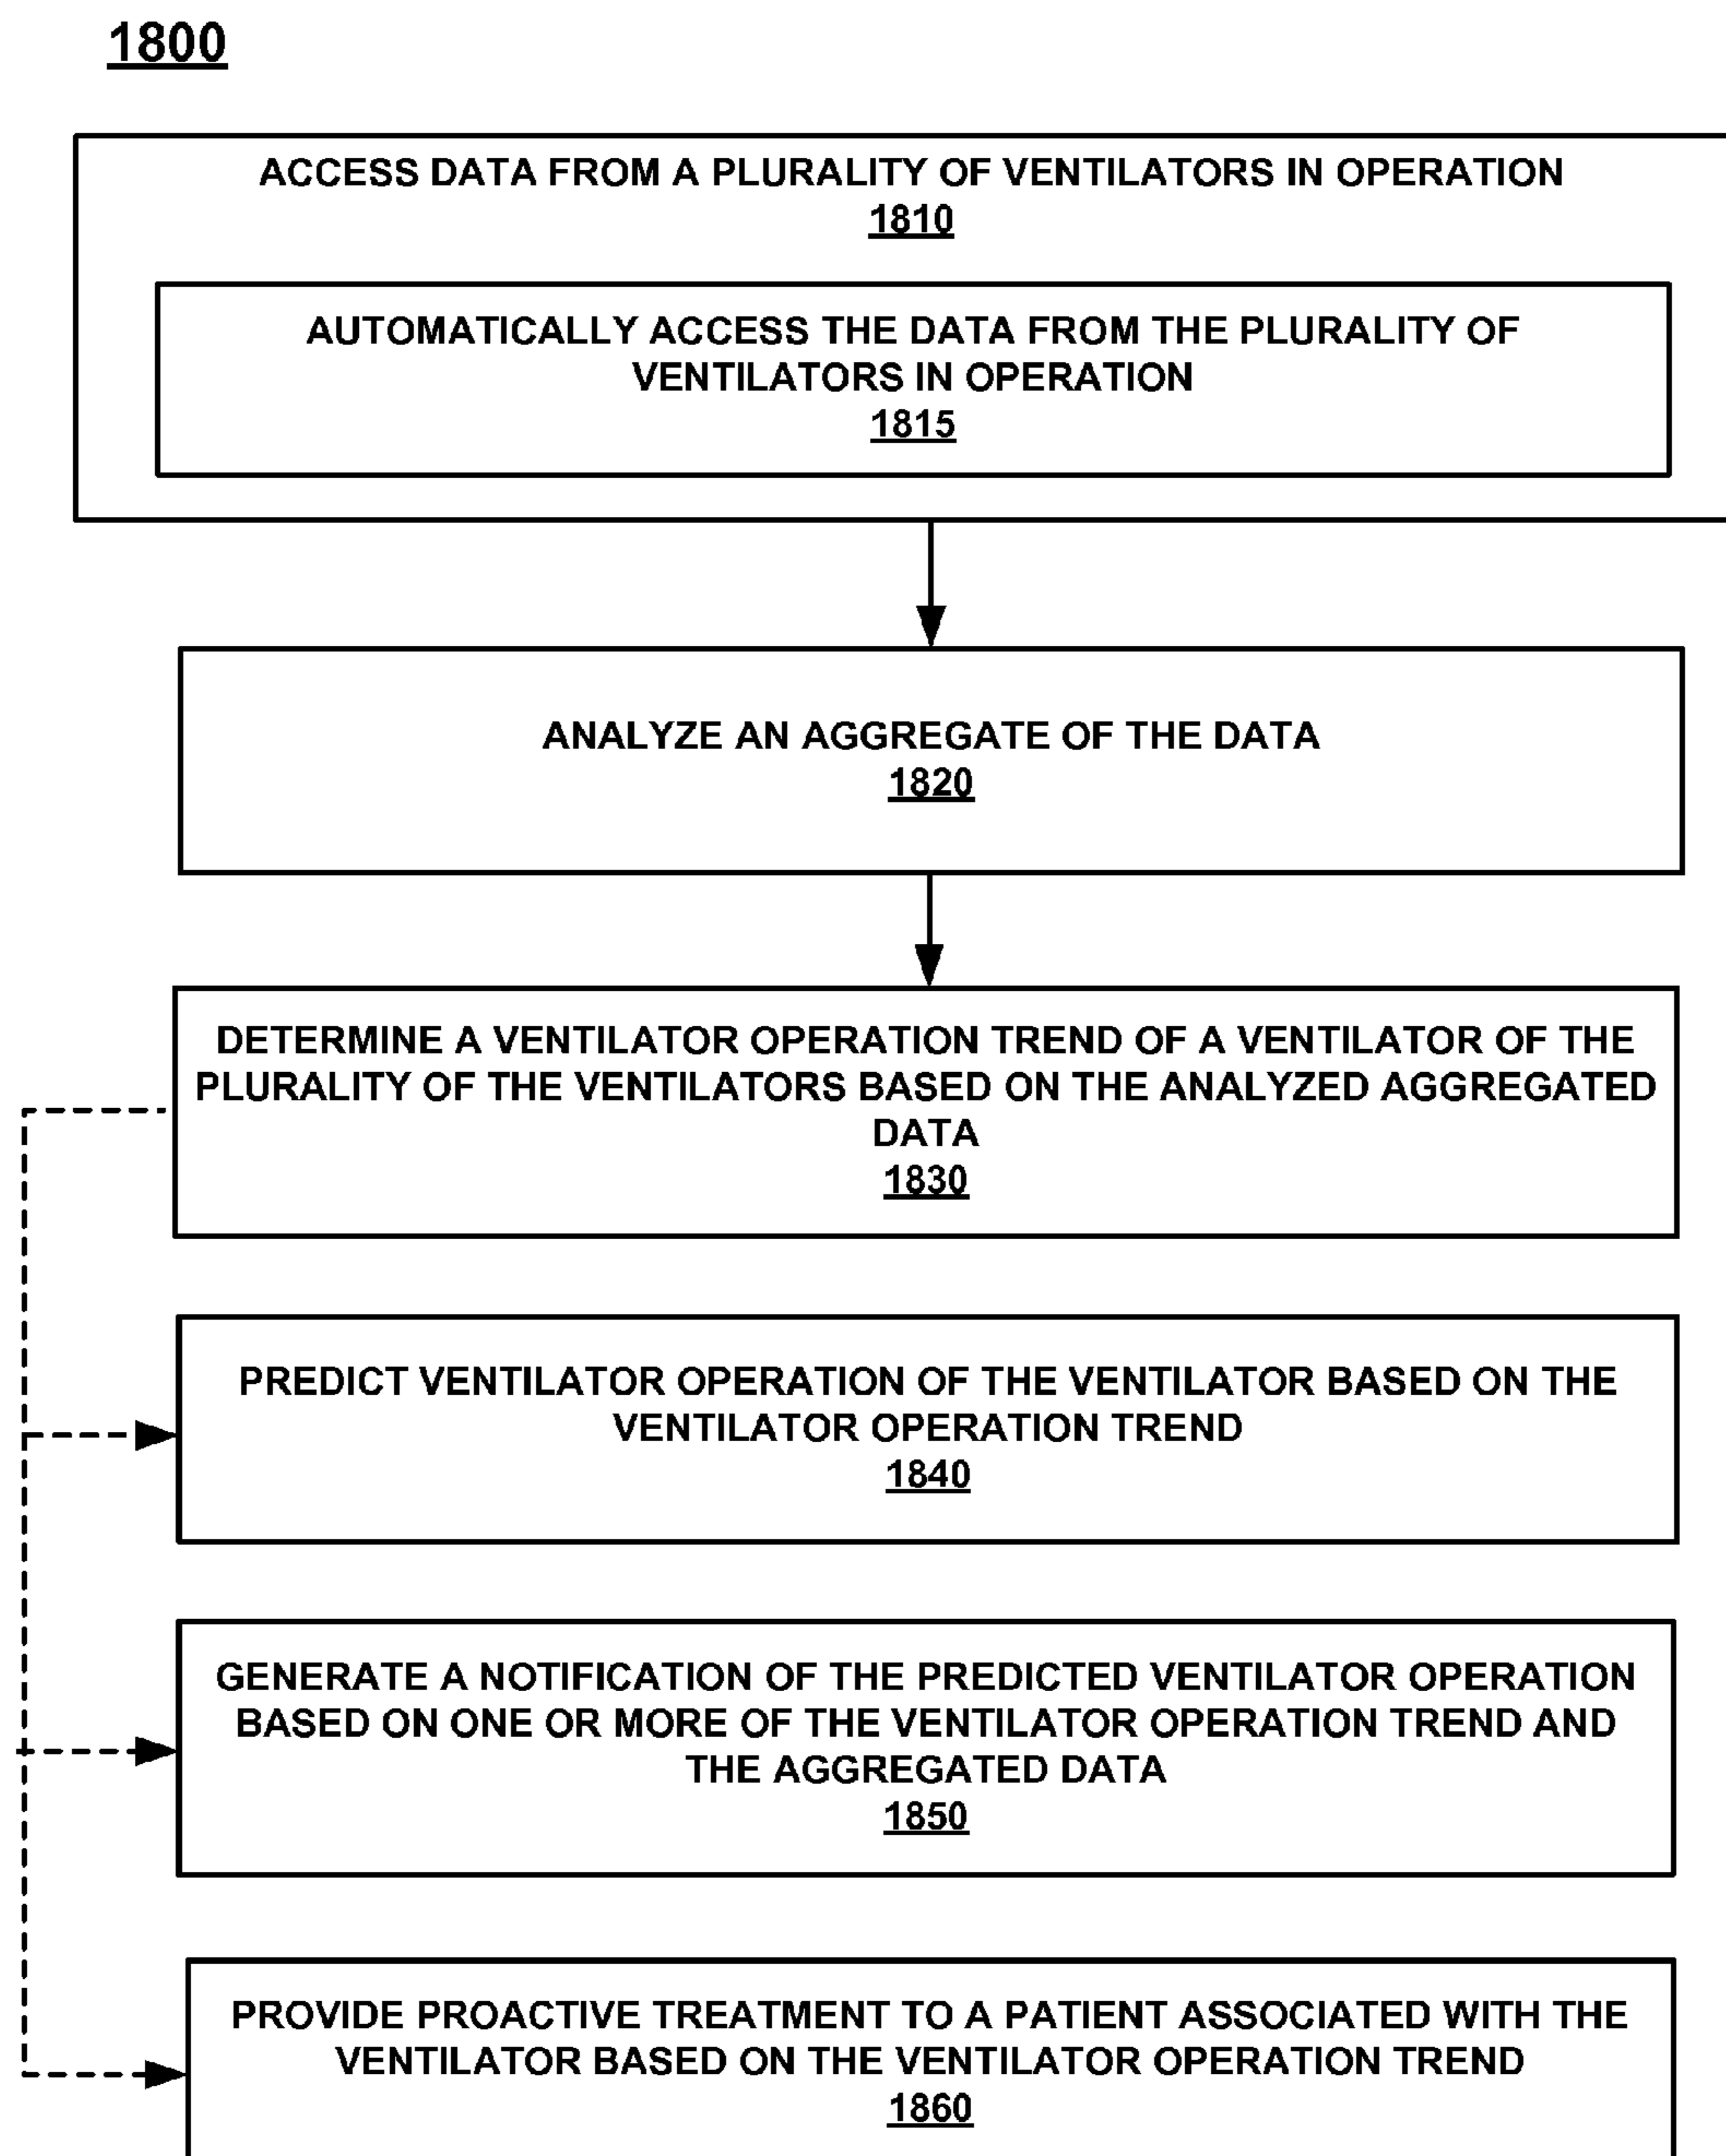 1800
ACCESS DATA FROM A PLURALITY OF VENTILATORS IN OPERATION
1810
AUTOMATICALLY ACCESS THE DATA FROM THE PLURALITY OF
VENTILATORS IN OPERATION
1815
ANALYZE AN AGGREGATE OF THE DATA
1820
DETERMINE A VENTILATOR OPERATION TREND OF A VENTILATOR OF THE
PLURALITY OF THE VENTILATORS BASED ON THE ANALYZED AGGREGATED
DATA
1830
PREDICT VENTILATOR OPERATION OF THE VENTILATOR BASED ON THE
VENTILATOR OPERATION TREND
1840
GENERATE A NOTIFICATION OF THE PREDICTED VENTILATOR OPERATION
BASED ON ONE OR MORE OF THE VENTILATOR OPERATION TREND AND
THE AGGREGATED DATA
1850
PROVIDE PROACTIVE TREATMENT TO A PATIENT ASSOCIATED WITH THE
VENTILATOR BASED ON THE VENTILATOR OPERATION TREND
1860